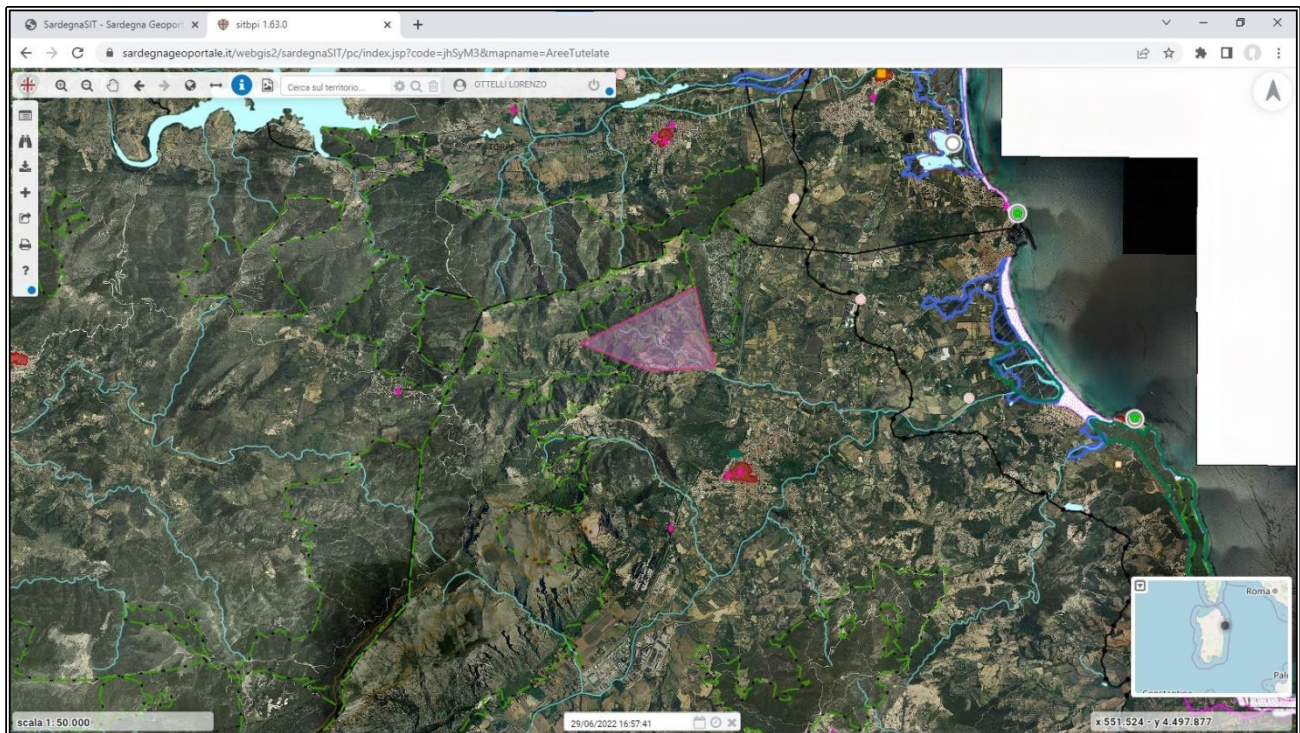 SardegnaSIT - Sardegna Geoport
sitbpi 1.63.0
sardegnageoportale.it/webgis2/sardegnaSIT/pc/index.jsp?code=jhSyM3&mapname=AreeTutelate
Cerca sul territorio...
OTTELLI LORENZO
?
Roma
scala 1: 50.000
29/06/2022 16:57:41
x 551.524 - y 4.497.877